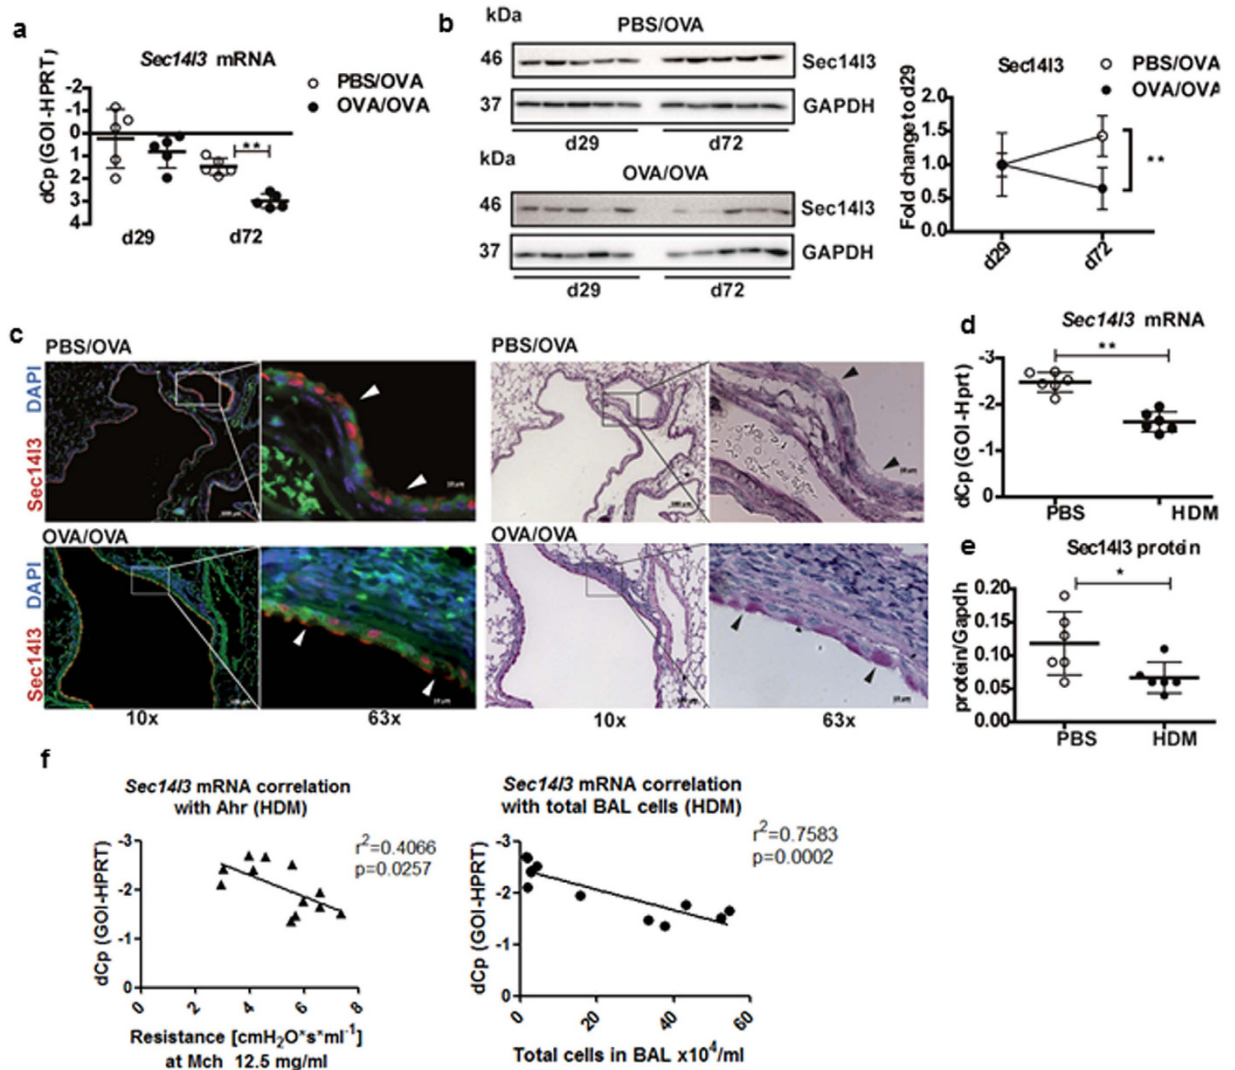 a
Sec14l3 mRNA
PBS/OVA
OVA/OVA
dCp (GOI-HPRT)
-2
-1
0
1
2
3
4
**
d29
d72
b
kDa
PBS/OVA
46
Sec14l3
37
GAPDH
d29
d72
kDa
OVA/OVA
46
Sec14l3
37
GAPDH
d29
d72
Sec14l3
PBS/OVA
OVA/OVA
Fold change to d29
2.0
1.5
1.0
0.5
0.0
**
d29
d72
c
PBS/OVA
PBS/OVA
Sec14l3 DAPI
OVA/OVA
OVA/OVA
Sec14l3 DAPI
10x
63x
10x
63x
d
Sec14l3 mRNA
**
dCp (GOI-Hprt)
-3
-2
-1
0
PBS
HDM
e
Sec14l3 protein
*
protein/Gapdh
0.20
0.15
0.10
0.05
0.00
PBS
HDM
f
Sec14l3 mRNA correlation
with Ahr (HDM)
r²=0.4066
p=0.0257
dCp (GOI-HPRT)
-3
-2
-1
0
0
2
4
6
8
Resistance [cmH₂O*s*ml⁻¹]
at Mch 12.5 mg/ml
Sec14l3 mRNA correlation
with total BAL cells (HDM)
r²=0.7583
p=0.0002
dCp (GOI-HPRT)
-3
-2
-1
0
0
20
40
60
Total cells in BAL x10⁴/ml